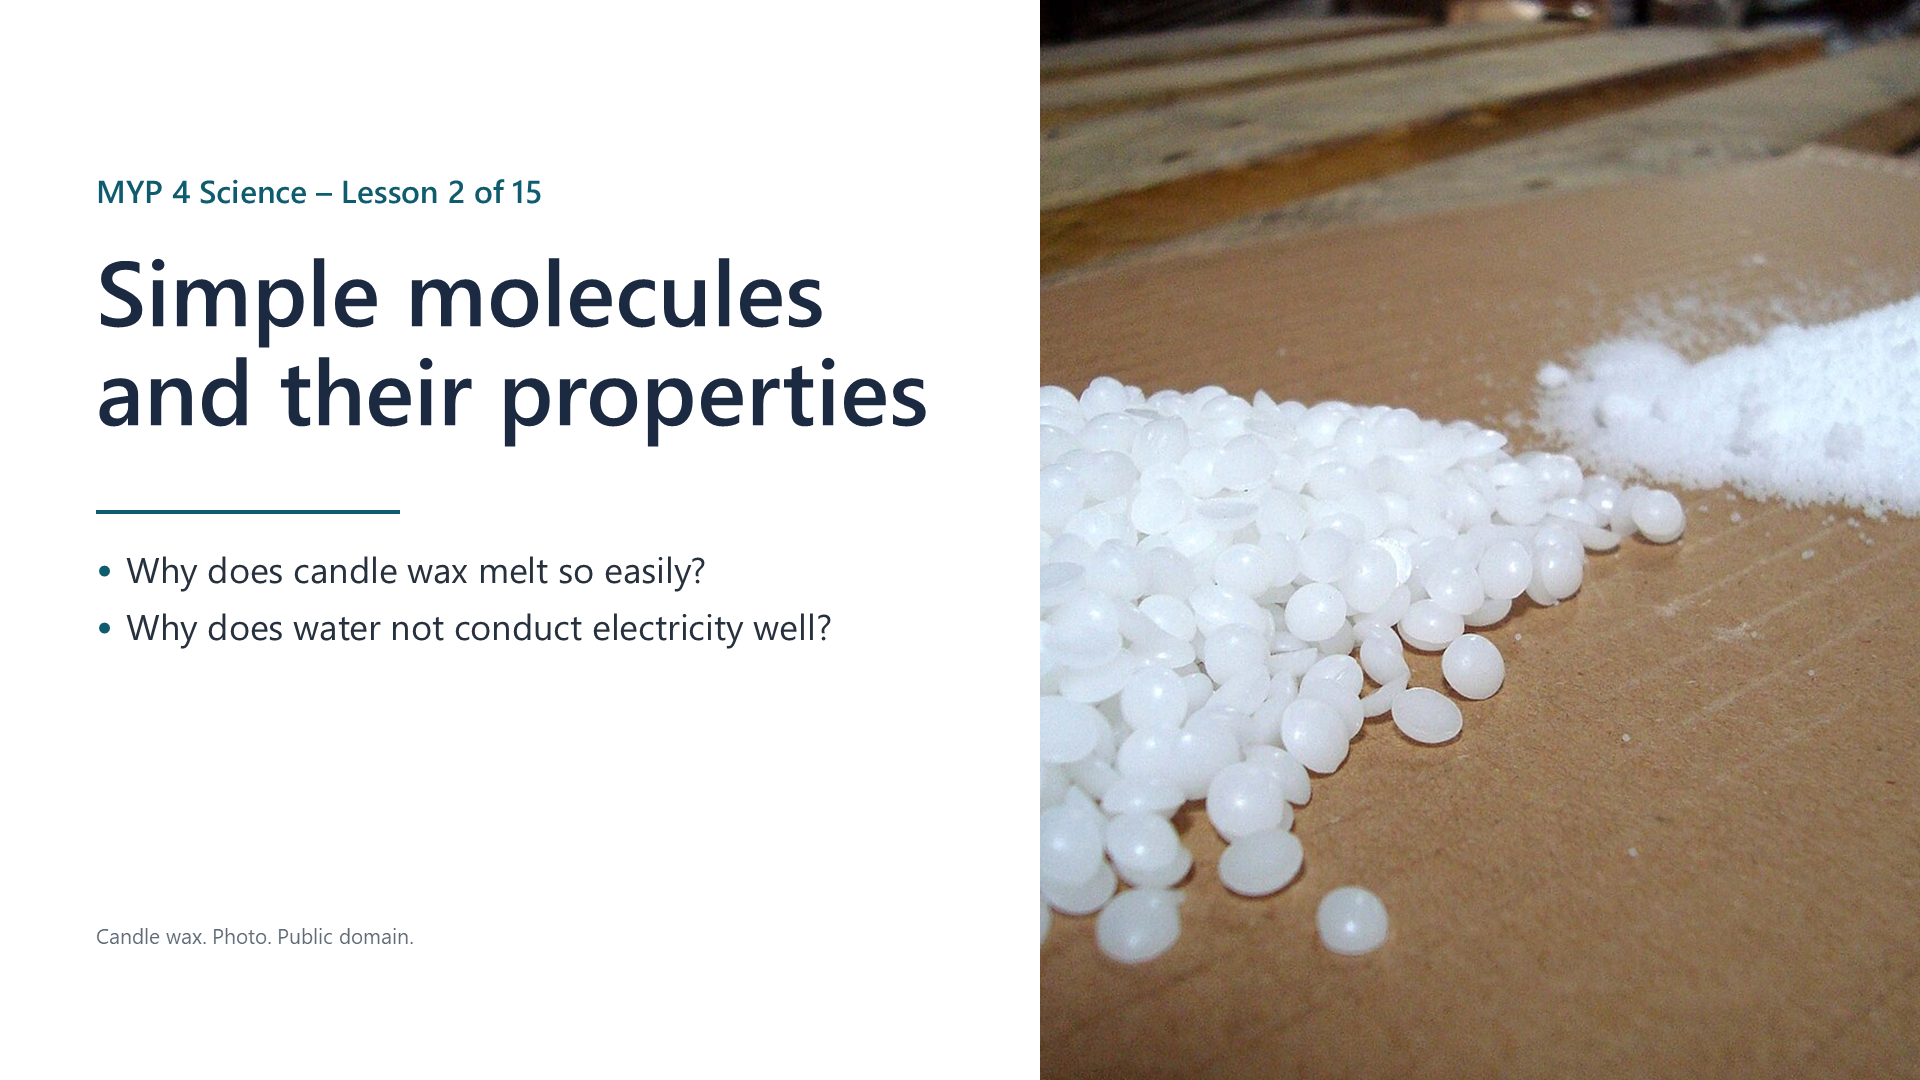 MYP 4 Science – Lesson 2 of 15
Simple molecules
and their properties
• Why does candle wax melt so easily?
• Why does water not conduct electricity well?
Candle wax. Photo. Public domain.